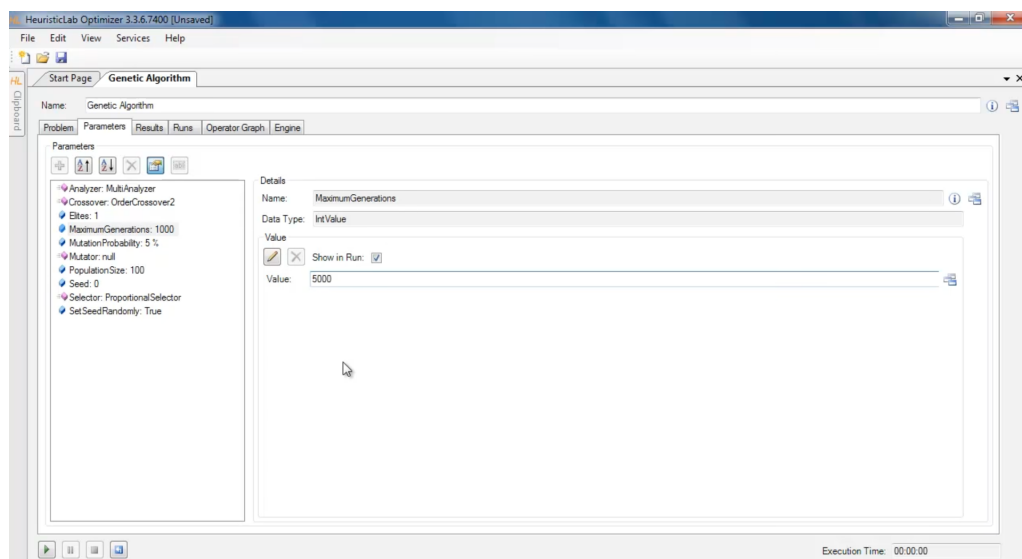 HeuristicLab Optimizer 3.3.6.7400 [Unsaved]
File Edit View Services Help
HL Clipboard
Start Page Genetic Algorithm
Name: Genetic Algorithm
Problem Parameters Results Runs Operator Graph Engine
Parameters
Analyzer: MultiAnalyzer
Crossover: OrderCrossover2
Elites: 1
MaximumGenerations: 1000
MutationProbability: 5 %
Mutator: null
PopulationSize: 100
Seed: 0
Selector: ProportionalSelector
SetSeedRandomly: True
Details
Name: MaximumGenerations
Data Type: IntValue
Value
Show in Run:
Value: 5000
Execution Time: 00:00:00